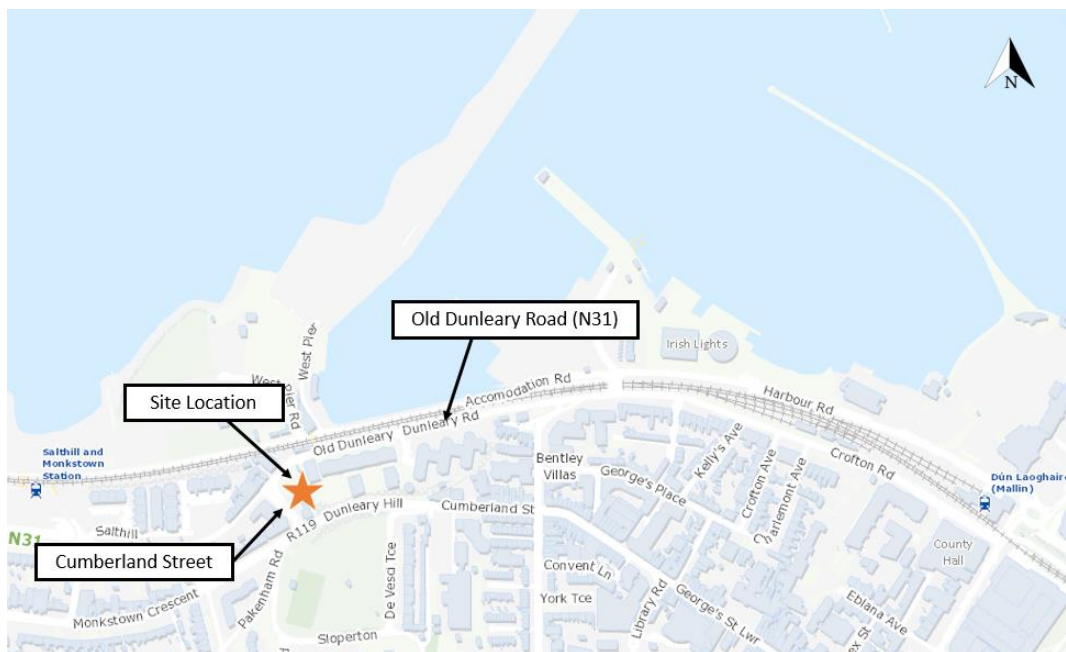 N
Old Dunleary Road (N31)
Irish Lights
West Pier
Accomodation Rd
Harbour Rd
Site Location
West Pier Rd
Old Dunleary
Dunleary Rd
Salthill and
Monkstown
Station
Bentley
Villas
Kelly's Ave
Crofton Ave
Charlemont Ave
Crofton Rd
George's Place
Dún Laoghaire
(Mallin)
Salthill
R119
Dunleary Hill
Cumberland St
N31
Cumberland Street
County
Hall
Pakenham Rd
De Vesci Tce
Convent Ln
York Tce
Library Rd
George's St Lwr
Eblana Ave
Monkstown Crescent
Sloperton